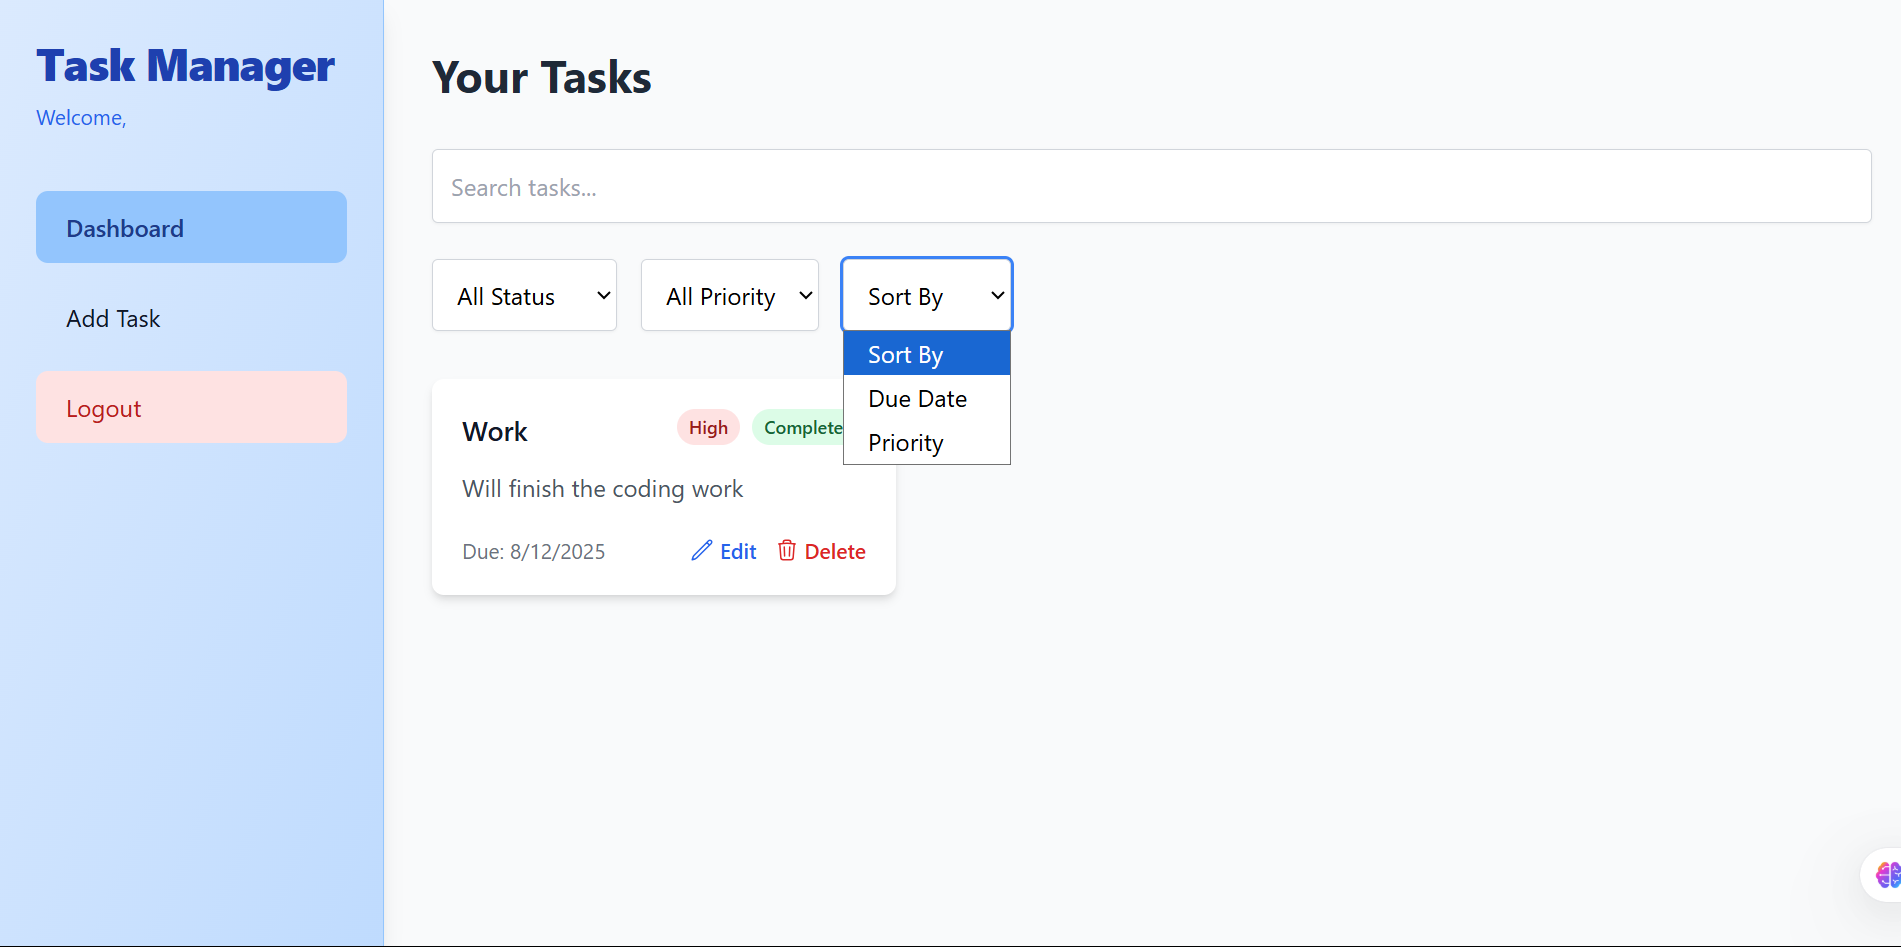 Task Manager
Welcome,
Dashboard
Add Task
Logout
Your Tasks
Search tasks...
All Status
All Priority
Sort By
Sort By
Due Date
Priority
Work
High
Complete
Will finish the coding work
Due: 8/12/2025
Edit
Delete